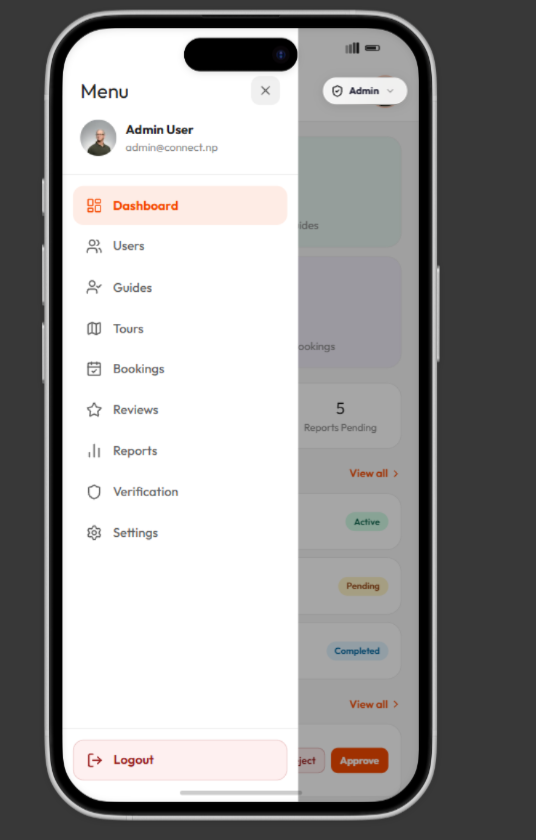 Menu
Admin
Admin User
admin@connect.np
Dashboard
Users
Guides
Tours
Bookings
Reviews
Reports
Verification
Settings
Logout
ides
ookings
5
Reports Pending
View all
Active
Pending
Completed
View all
ject
Approve